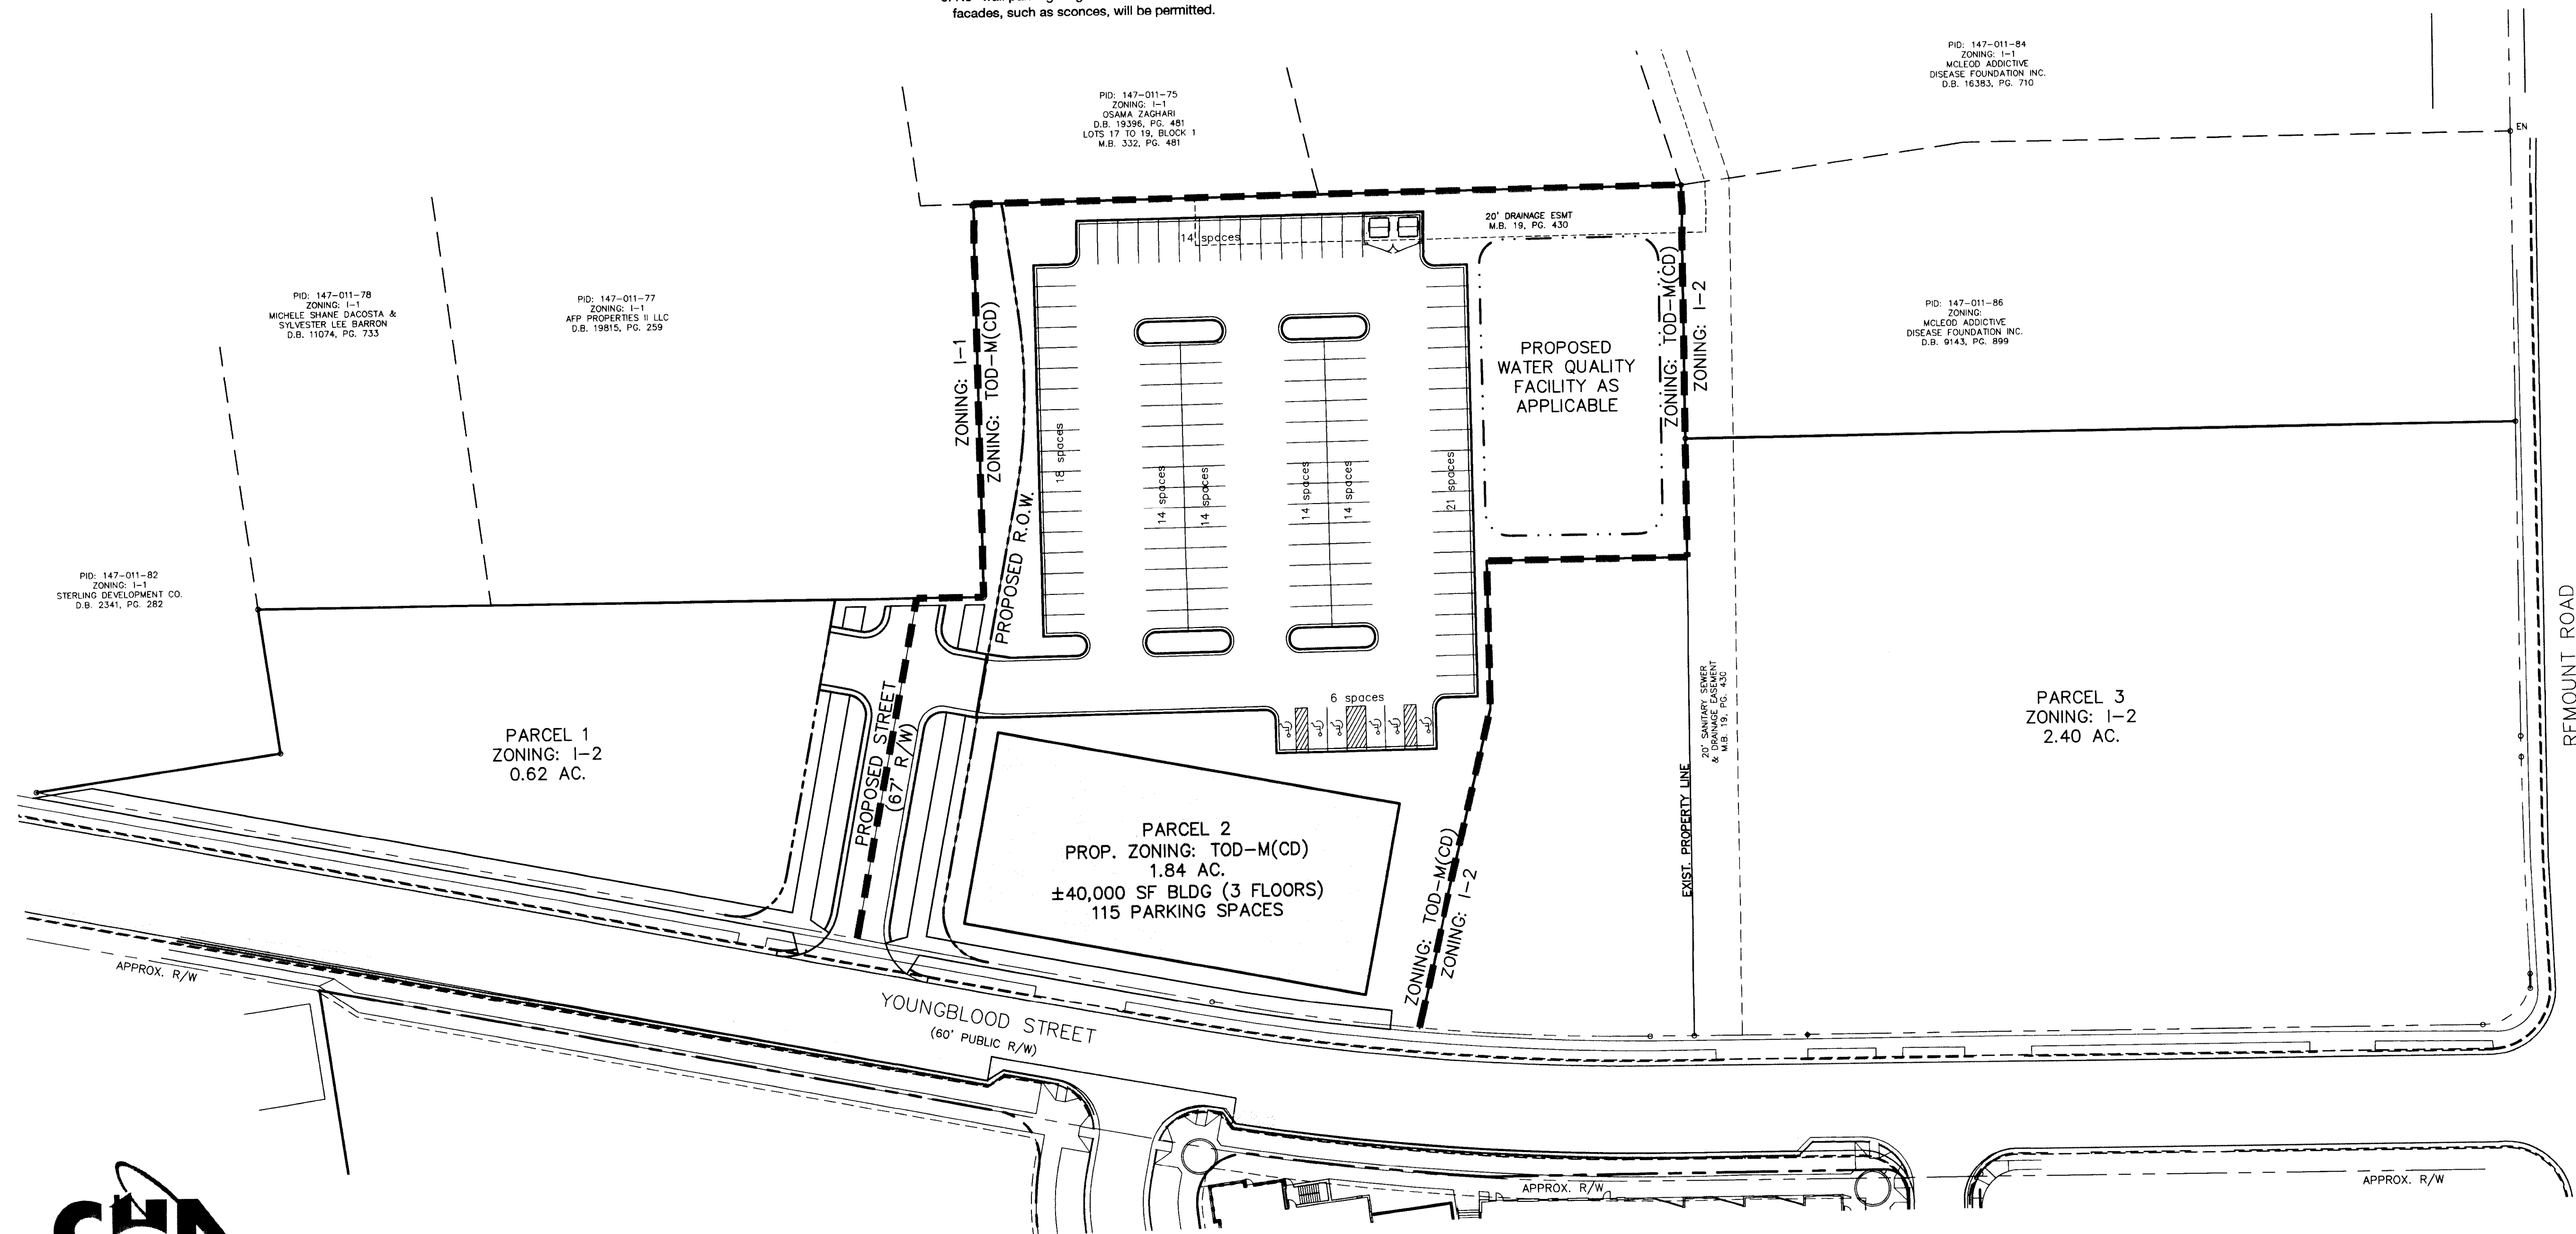 facades, such as sconces, will be permitted.
PID: 147-011-84
ZONING: I-1
MCLEOD ADDICTIVE
DISEASE FOUNDATION INC.
D.B. 16383, PG. 710
PID: 147-011-75
ZONING: I-1
OSAMA ZAGHARI
D.B. 19396, PG. 481
LOTS 17 TO 19, BLOCK 1
M.B. 332, PG. 481
EN
20' DRAINAGE ESMT
M.B. 19, PG. 430
14 spaces
PID: 147-011-78
ZONING: I-1
MICHELE SHANE DACOSTA &
SYLVESTER LEE BARRON
D.B. 11074, PG. 733
PID: 147-011-77
ZONING: I-1
AFP PROPERTIES II LLC
D.B. 19815, PG. 259
ZONING: I-1
ZONING: TOD-M(CD)
PROPOSED
WATER QUALITY
FACILITY AS
APPLICABLE
ZONING: TOD-M(CD)
ZONING: I-2
PID: 147-011-86
ZONING:
MCLEOD ADDICTIVE
DISEASE FOUNDATION INC.
D.B. 9143, PG. 899
18 spaces
14 spaces
14 spaces
14 spaces
14 spaces
21 spaces
PROPOSED R.O.W.
PID: 147-011-82
ZONING: I-1
STERLING DEVELOPMENT CO.
D.B. 2341, PG. 282
REMOUNT ROAD
PARCEL 1
ZONING: I-2
0.62 AC.
PROPOSED STREET
(67' R/W)
6 spaces
20' SANITARY SEWER
& DRAINAGE EASEMENT
M.B. 19, PG. 430
PARCEL 3
ZONING: I-2
2.40 AC.
EXIST. PROPERTY LINE
PARCEL 2
PROP. ZONING: TOD-M(CD)
1.84 AC.
±40,000 SF BLDG (3 FLOORS)
115 PARKING SPACES
ZONING: TOD-M(CD)
ZONING: I-2
APPROX. R/W
YOUNGBLOOD STREET
(60' PUBLIC R/W)
APPROX. R/W
APPROX. R/W